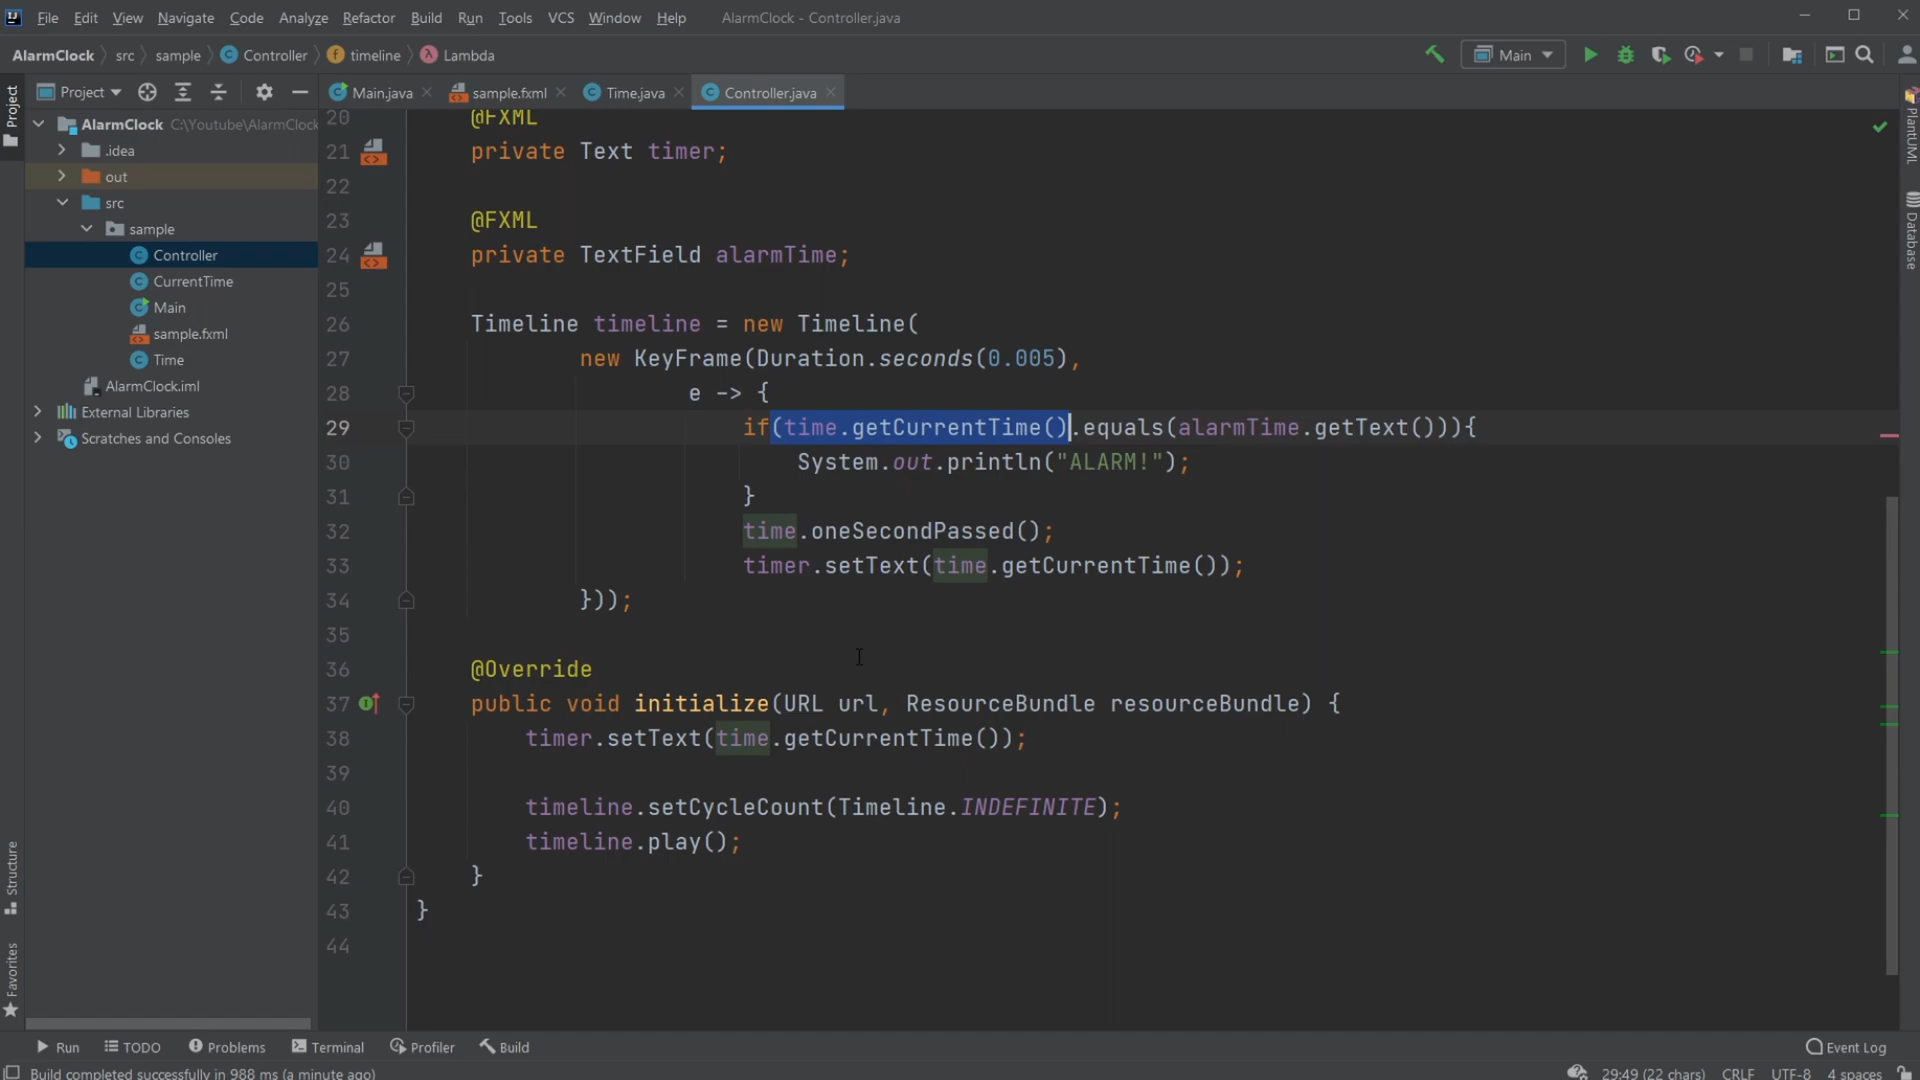 File Edit View Navigate Code Analyze Refactor Build Run Tools VCS Window Help AlarmClock - Controller.java
AlarmClock src sample Controller timeline Lambda Main
Project Main.java sample.fxml Time.java Controller.java
Project
AlarmClock C:\Youtube\AlarmClock
.idea
out
src
sample
Controller
CurrentTime
Main
sample.fxml
Time
AlarmClock.iml
External Libraries
Scratches and Consoles
Structure
Favorites
PlantUML
Database
20 @FXML
21 private Text timer;
22
23 @FXML
24 private TextField alarmTime;
25
26 Timeline timeline = new Timeline(
27 new KeyFrame(Duration.seconds(0.005),
28 e -> {
29 if(time.getCurrentTime().equals(alarmTime.getText())){
30 System.out.println("ALARM!");
31 }
32 time.oneSecondPassed();
33 timer.setText(time.getCurrentTime());
34 }));
35
36 @Override
37 public void initialize(URL url, ResourceBundle resourceBundle) {
38 timer.setText(time.getCurrentTime());
39
40 timeline.setCycleCount(Timeline.INDEFINITE);
41 timeline.play();
42 }
43 }
44
Run TODO Problems Terminal Profiler Build Event Log
Build completed successfully in 988 ms (a minute ago) 29:49 (22 chars) CRLF UTF-8 4 spaces